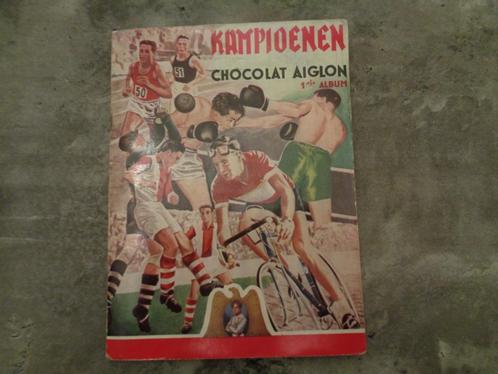 KAMPIOENEN
CHOCOLAT AIGLON
1ste ALBUM
50
51